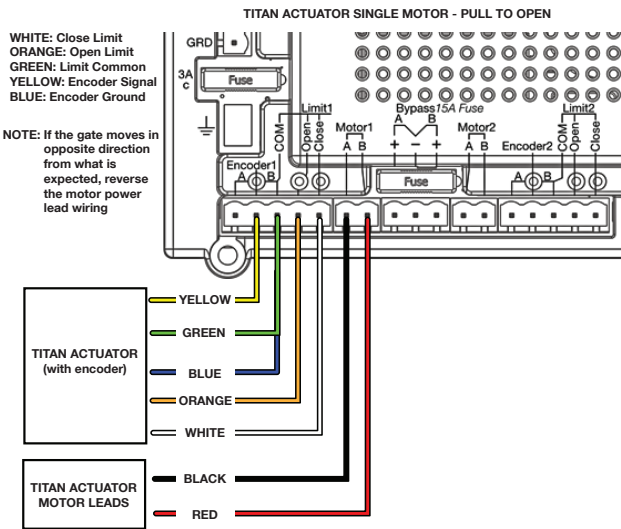 TITAN ACTUATOR SINGLE MOTOR - PULL TO OPEN
WHITE: Close Limit
ORANGE: Open Limit
GREEN: Limit Common
YELLOW: Encoder Signal
BLUE: Encoder Ground
NOTE: If the gate moves in
opposite direction
from what is
expected, reverse
the motor power
lead wiring
GRD
3A
c
Fuse
Limit1
COM
Open
Close
Encoder1
A
B
Motor1
A B
Bypass 15A Fuse
A B
+ − +
Fuse
Motor2
A B
Encoder2
A
B
Limit2
COM
Open
Close
TITAN ACTUATOR
(with encoder)
YELLOW
GREEN
BLUE
ORANGE
WHITE
TITAN ACTUATOR
MOTOR LEADS
BLACK
RED